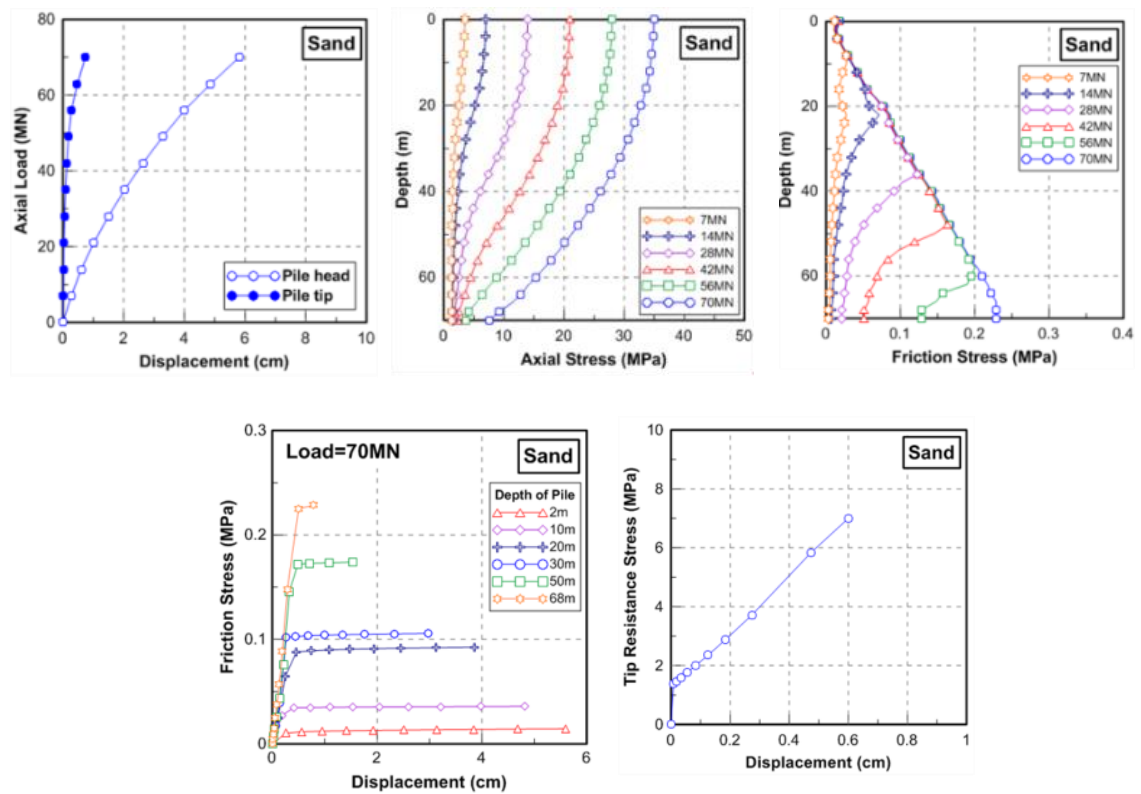 Sand
Axial Load (MN)
80
60
40
20
0
Pile head
Pile tip
0 2 4 6 8 10
Displacement (cm)
Sand
Depth (m)
0
20
40
60
7MN
14MN
28MN
42MN
56MN
70MN
0 10 20 30 40 50
Axial Stress (MPa)
Sand
Depth (m)
0
20
40
60
7MN
14MN
28MN
42MN
56MN
70MN
0 0.1 0.2 0.3 0.4
Friction Stress (MPa)
Load=70MN
Sand
Friction Stress (MPa)
0.3
0.2
0.1
0
Depth of Pile
2m
10m
20m
30m
50m
68m
0 2 4 6
Displacement (cm)
Sand
Tip Resistance Stress (MPa)
10
8
6
4
2
0
0 0.2 0.4 0.6 0.8 1
Displacement (cm)